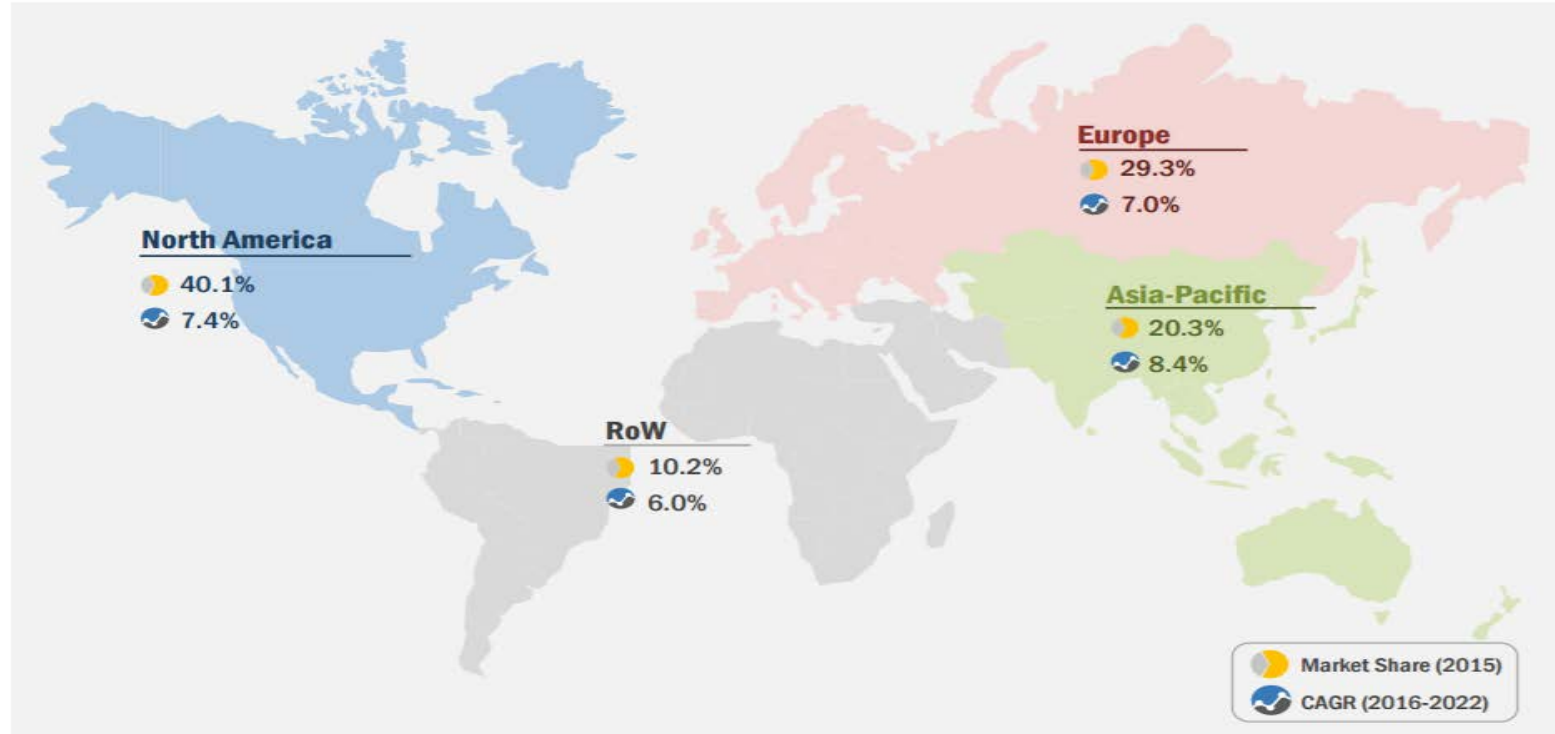 Europe
29.3%
7.0%
North America
40.1%
7.4%
Asia-Pacific
20.3%
8.4%
RoW
10.2%
6.0%
Market Share (2015)
CAGR (2016-2022)